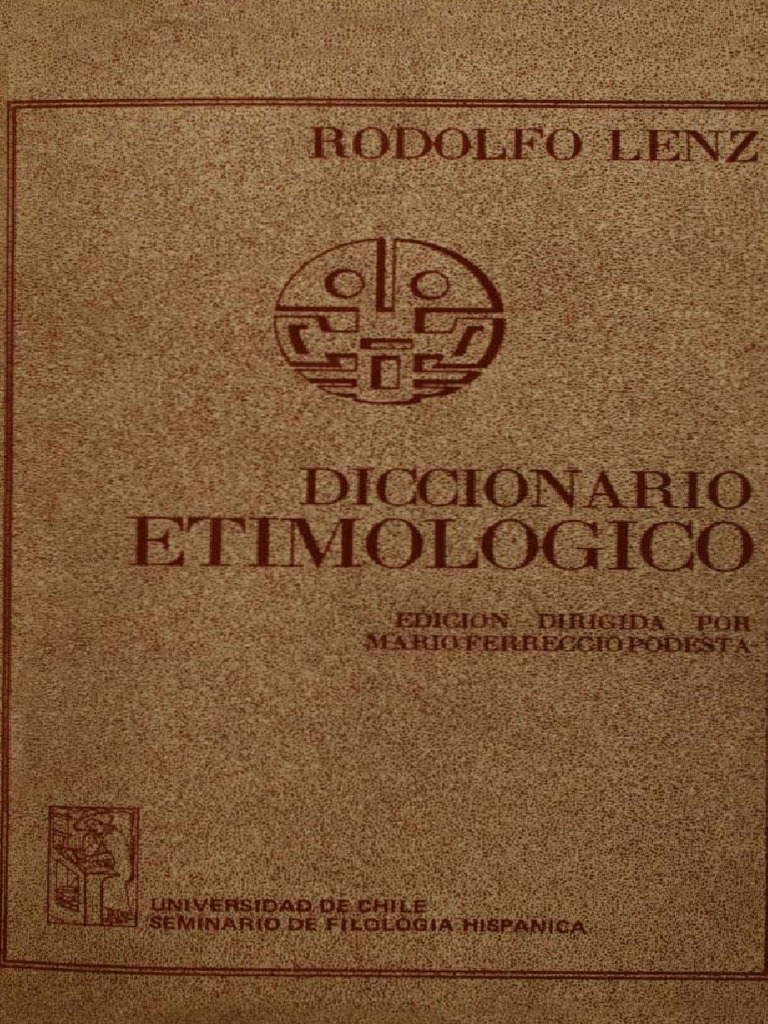 RODOLFO LENZ
DICCIONARIO
ETIMOLOGICO
EDICION DIRIGIDA POR
MARIO FERRECCIO PODESTA
UNIVERSIDAD DE CHILE
SEMINARIO DE FILOLOGIA HISPANICA